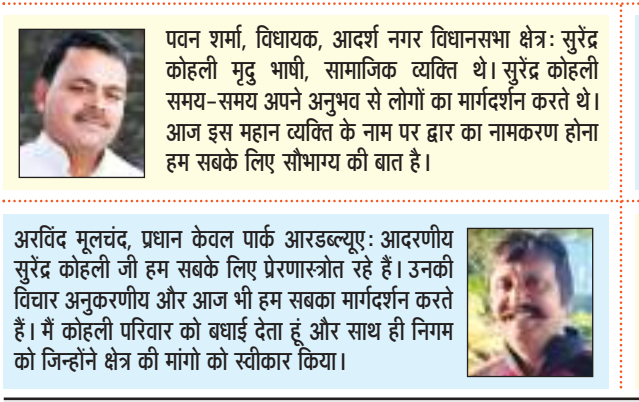 पवन शर्मा, विधायक, आदर्श नगर विधानसभा क्षेत्र: सुरेंद्र
कोहली मृदु भाषी, सामाजिक व्यक्ति थे। सुरेंद्र कोहली
समय-समय अपने अनुभव से लोगों का मार्गदर्शन करते थे।
आज इस महान व्यक्ति के नाम पर द्वार का नामकरण होना
हम सबके लिए सौभाग्य की बात है।
अरविंद मूलचंद, प्रधान केवल पार्क आरडब्ल्यूए: आदरणीय
सुरेंद्र कोहली जी हम सबके लिए प्रेरणास्त्रोत रहे हैं। उनकी
विचार अनुकरणीय और आज भी हम सबका मार्गदर्शन करते
हैं। मैं कोहली परिवार को बधाई देता हूं और साथ ही निगम
को जिन्होंने क्षेत्र की मांगो को स्वीकार किया।